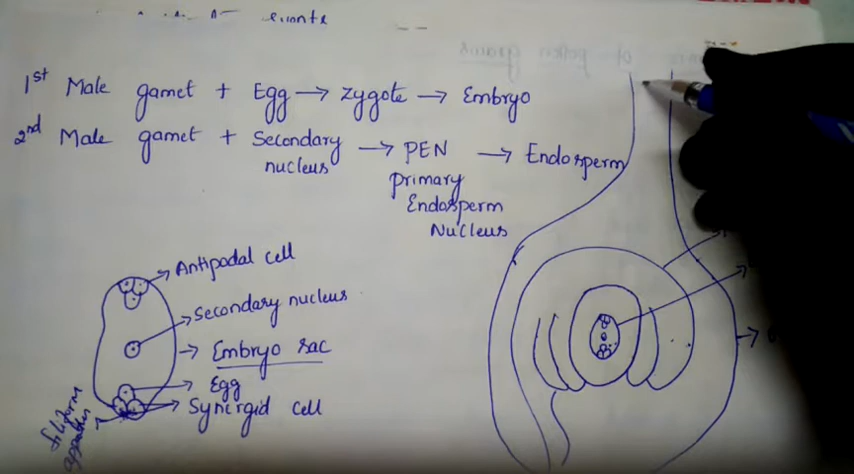 1st Male gamet + Egg → Zygote → Embryo
2nd Male gamet + Secondary nucleus → PEN → Endosperm
Primary
Endosperm
Nucleus
Antipodal cell
Secondary nucleus
Embryo sac
Egg
Synergid cell
filiform